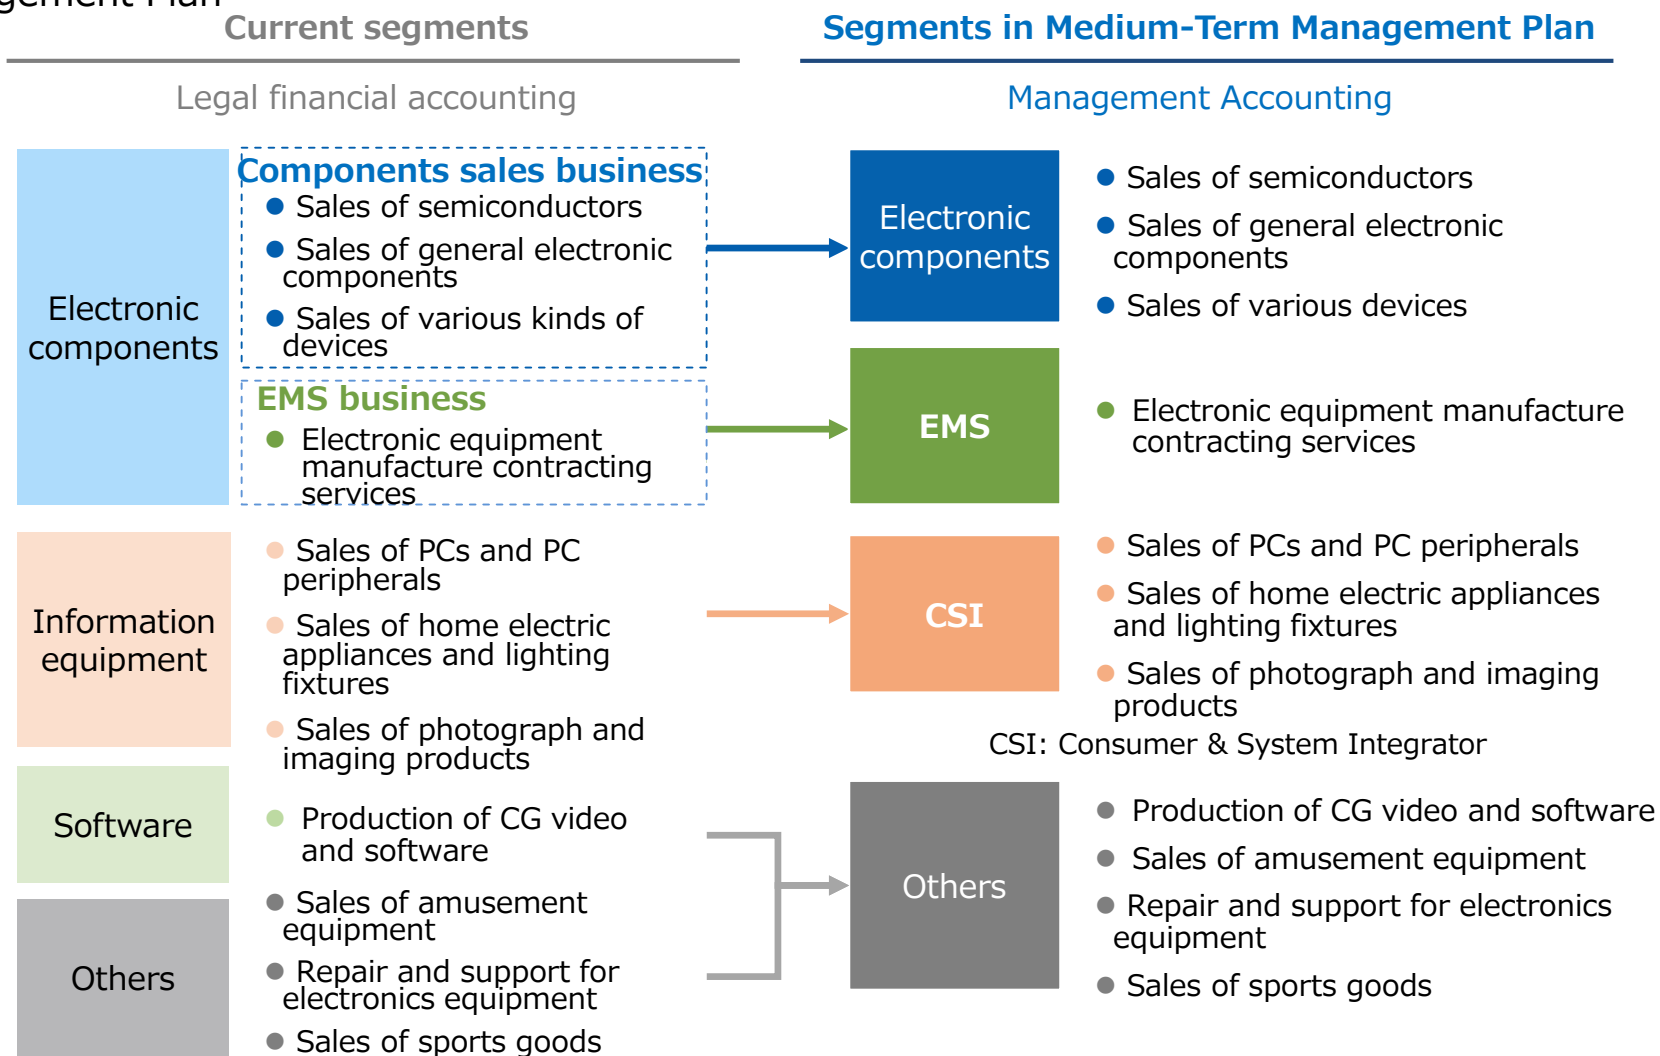 gement Plan
Current segments
Legal financial accounting
Electronic
components
Components sales business
● Sales of semiconductors
● Sales of general electronic
components
● Sales of various kinds of
devices
EMS business
● Electronic equipment
manufacture contracting
services
Information
equipment
● Sales of PCs and PC
peripherals
● Sales of home electric
appliances and lighting
fixtures
● Sales of photograph and
imaging products
Software
● Production of CG video
and software
Others
● Sales of amusement
equipment
● Repair and support for
electronics equipment
● Sales of sports goods
Segments in Medium-Term Management Plan
Management Accounting
Electronic
components
● Sales of semiconductors
● Sales of general electronic
components
● Sales of various devices
EMS
● Electronic equipment manufacture
contracting services
CSI
● Sales of PCs and PC peripherals
● Sales of home electric appliances
and lighting fixtures
● Sales of photograph and imaging
products
CSI: Consumer & System Integrator
Others
● Production of CG video and software
● Sales of amusement equipment
● Repair and support for electronics
equipment
● Sales of sports goods